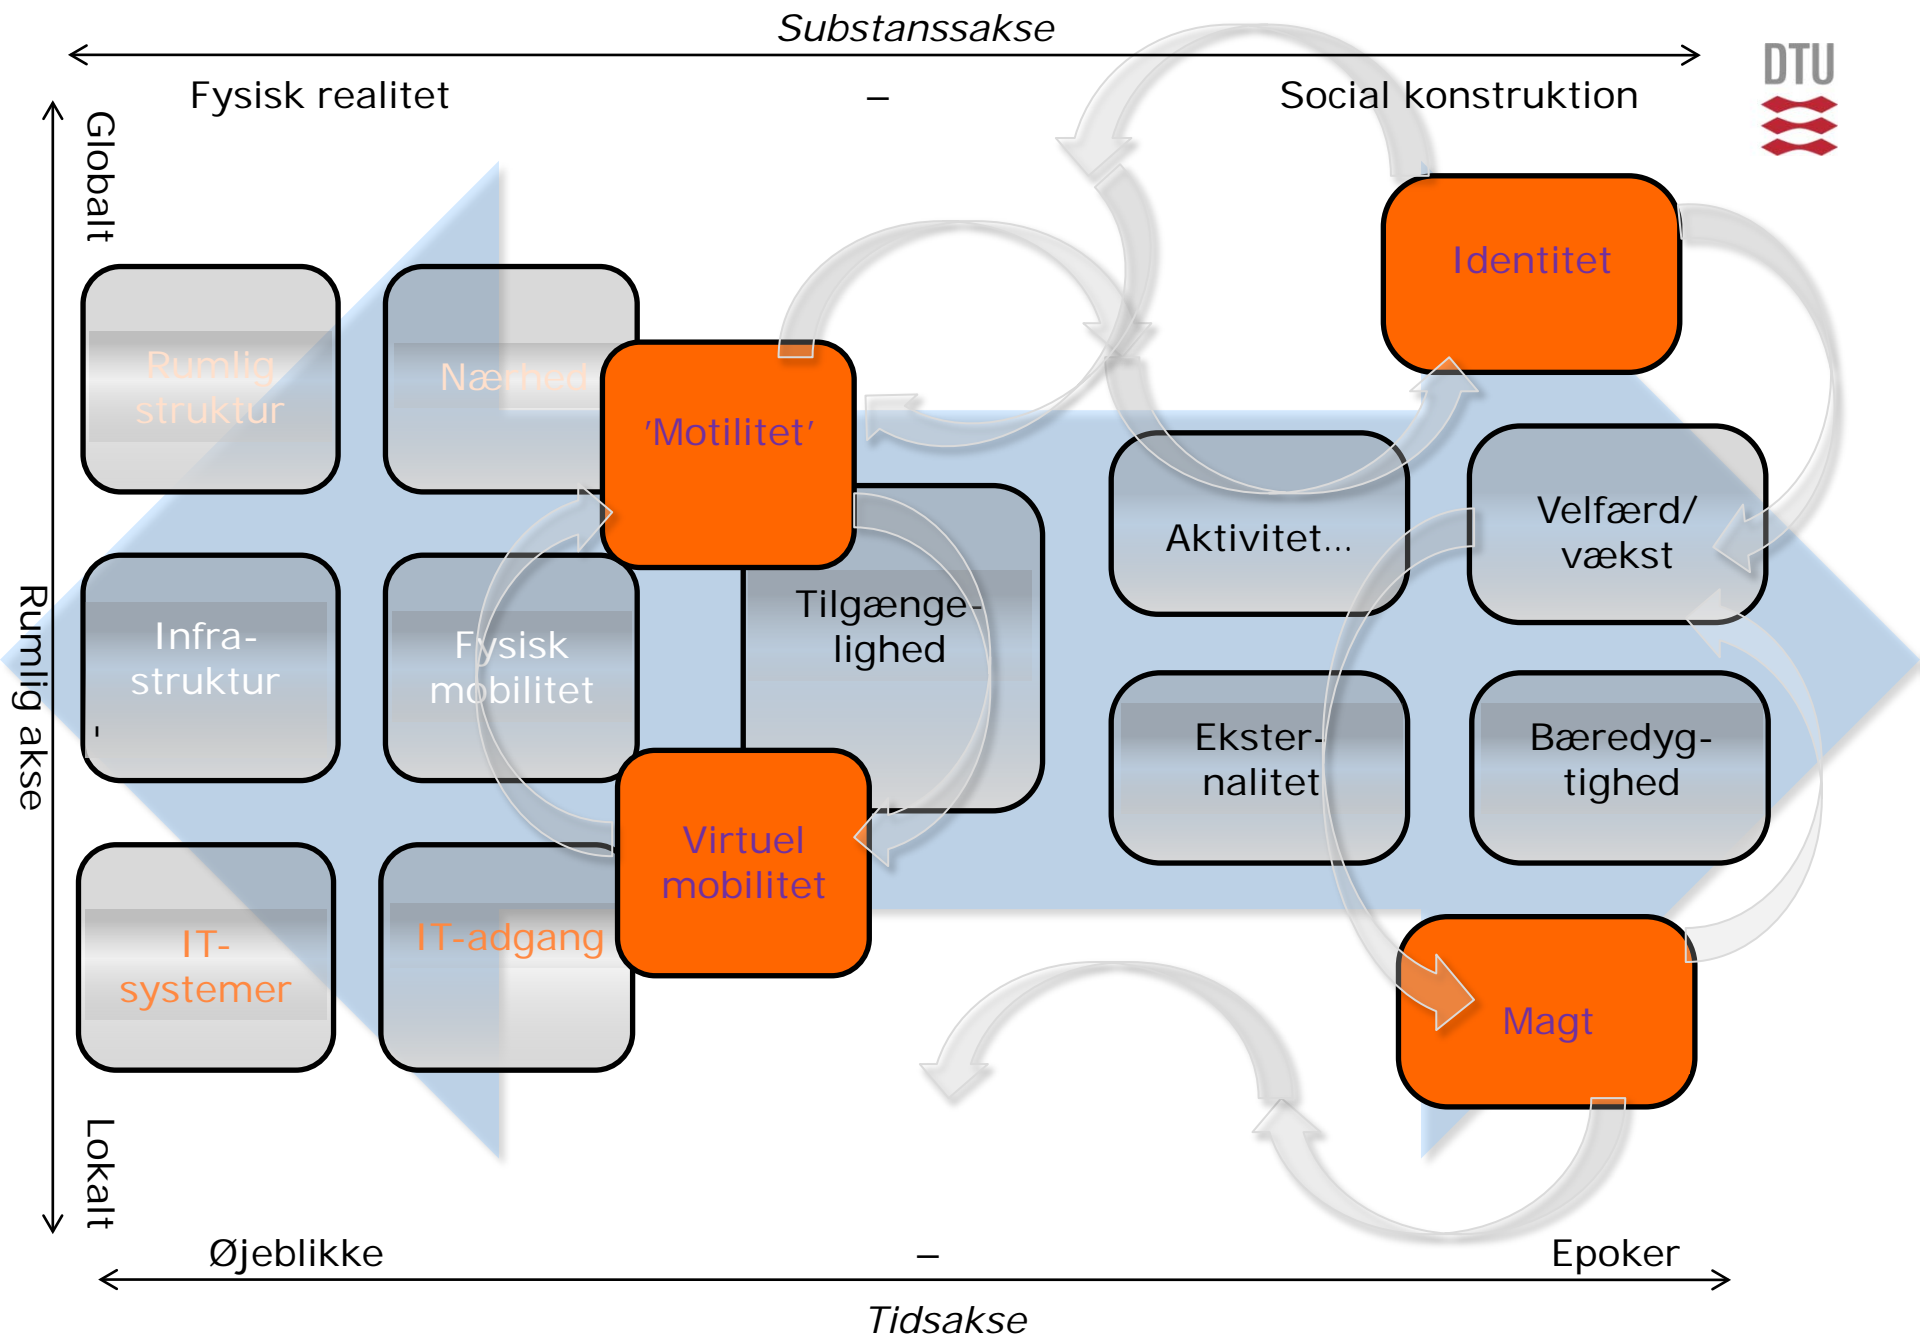 Substanssakse
Fysisk realitet
–
Social konstruktion
DTU
Globalt
Rumlig akse
-
Lokalt
Rumlig
struktur
Nærhed
'Motilitet'
Identitet
Aktivitet...
Velfærd/
vækst
Infra-
struktur
Fysisk
mobilitet
Tilgænge-
lighed
Ekster-
nalitet
Bæredyg-
tighed
IT-
systemer
IT-adgang
Virtuel
mobilitet
Magt
Øjeblikke
–
Epoker
Tidsakse